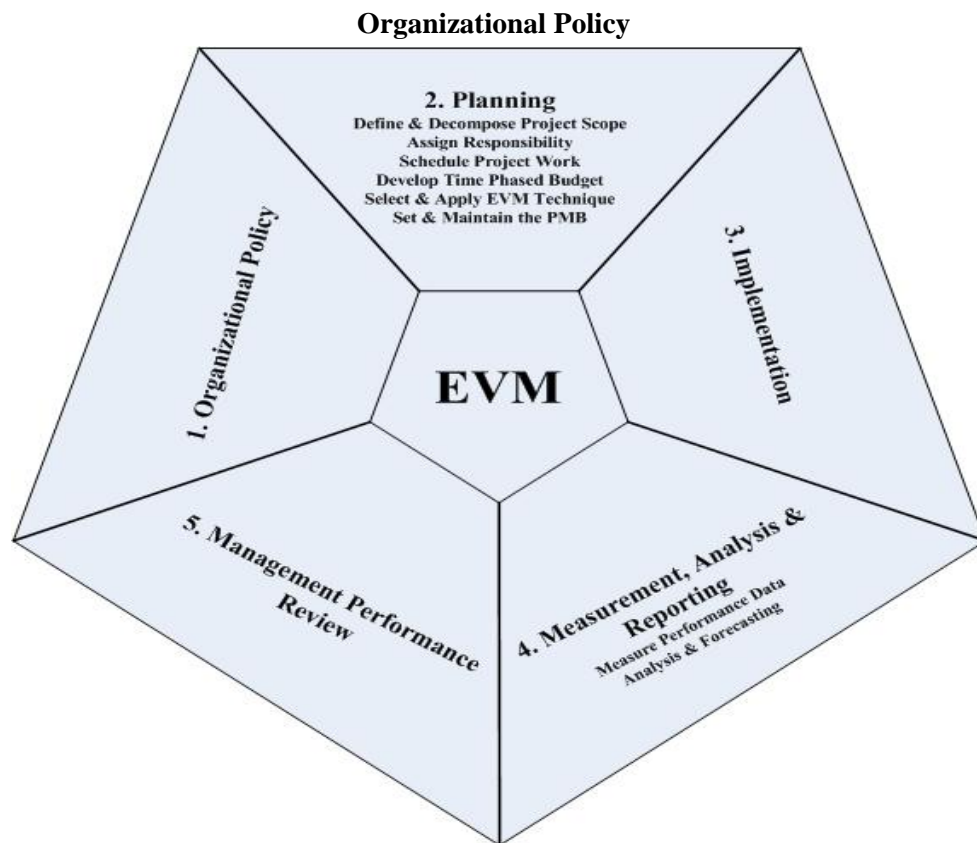 Organizational Policy
2. Planning
Define & Decompose Project Scope
Assign Responsibility
Schedule Project Work
Develop Time Phased Budget
Select & Apply EVM Technique
Set & Maintain the PMB
1. Organizational Policy
3. Implementation
EVM
5. Management Performance
Review
4. Measurement, Analysis &
Reporting
Measure Performance Data
Analysis & Forecasting